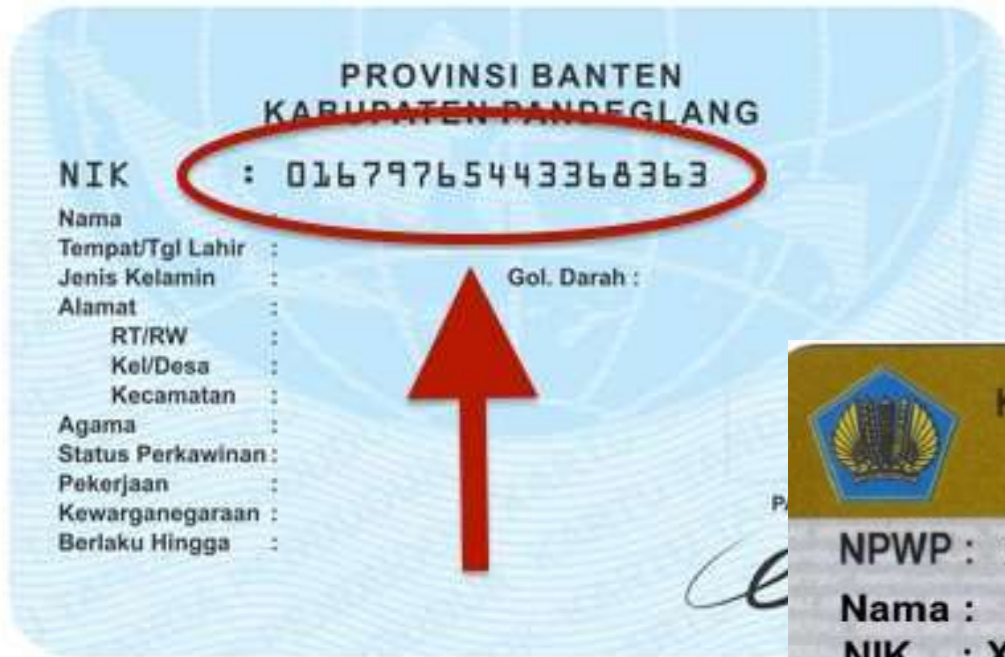 PROVINSI BANTEN
KABUPATEN PANDEGLANG
NIK : 01679765443368363
Nama :
Tempat/Tgl Lahir :
Jenis Kelamin : Gol. Darah :
Alamat :
RT/RW :
Kel/Desa :
Kecamatan :
Agama :
Status Perkawinan :
Pekerjaan :
Kewarganegaraan :
Berlaku Hingga :
NPWP :
Nama :
NIK : X